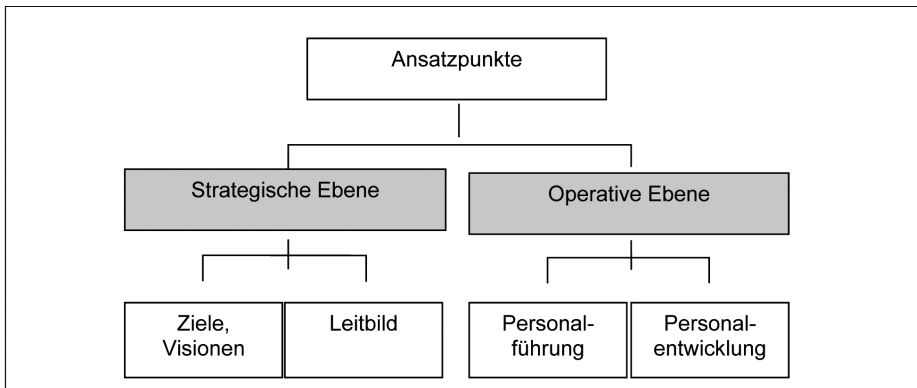 Ansatzpunkte
Strategische Ebene
Operative Ebene
Ziele,
Visionen
Leitbild
Personal-
führung
Personal-
entwicklung